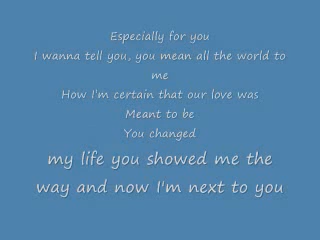 Especially for you
I wanna tell you, you mean all the world to
me
How I'm certain that our love was
Meant to be
You changed
my life you showed me the
way and now I'm next to you